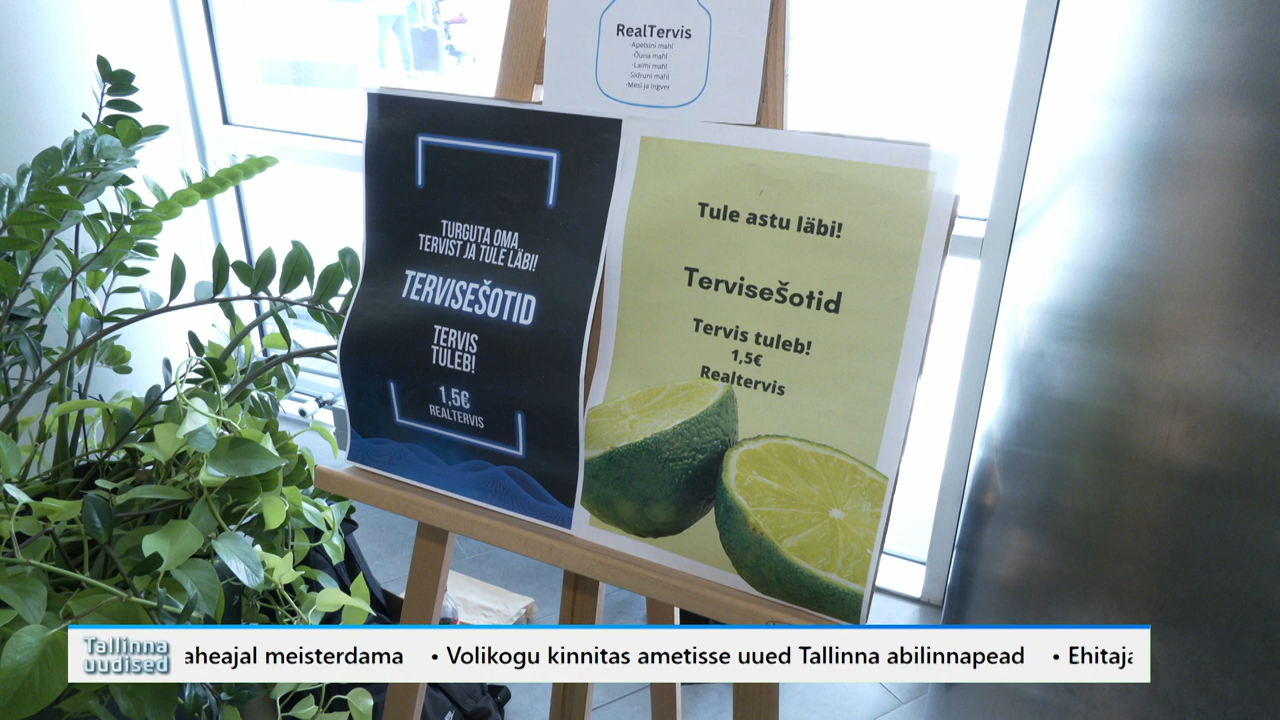 RealTervis
-Apelsini mahl
-Õuna mahl
-Laimi mahl
-Sidruni mahl
-Mesi ja Ingver
TURGUTA OMA
TERVIST JA TULE LÄBI!
TERVISEŠOTID
TERVIS
TULEB!
1,5€
REALTERVIS
Tule astu läbi!
TerviseŠotid
Tervis tuleb!
1,5€
Realtervis
Tallinna
uudised
aheajal meisterdama • Volikogu kinnitas ametisse uued Tallinna abilinnapead • Ehitaja